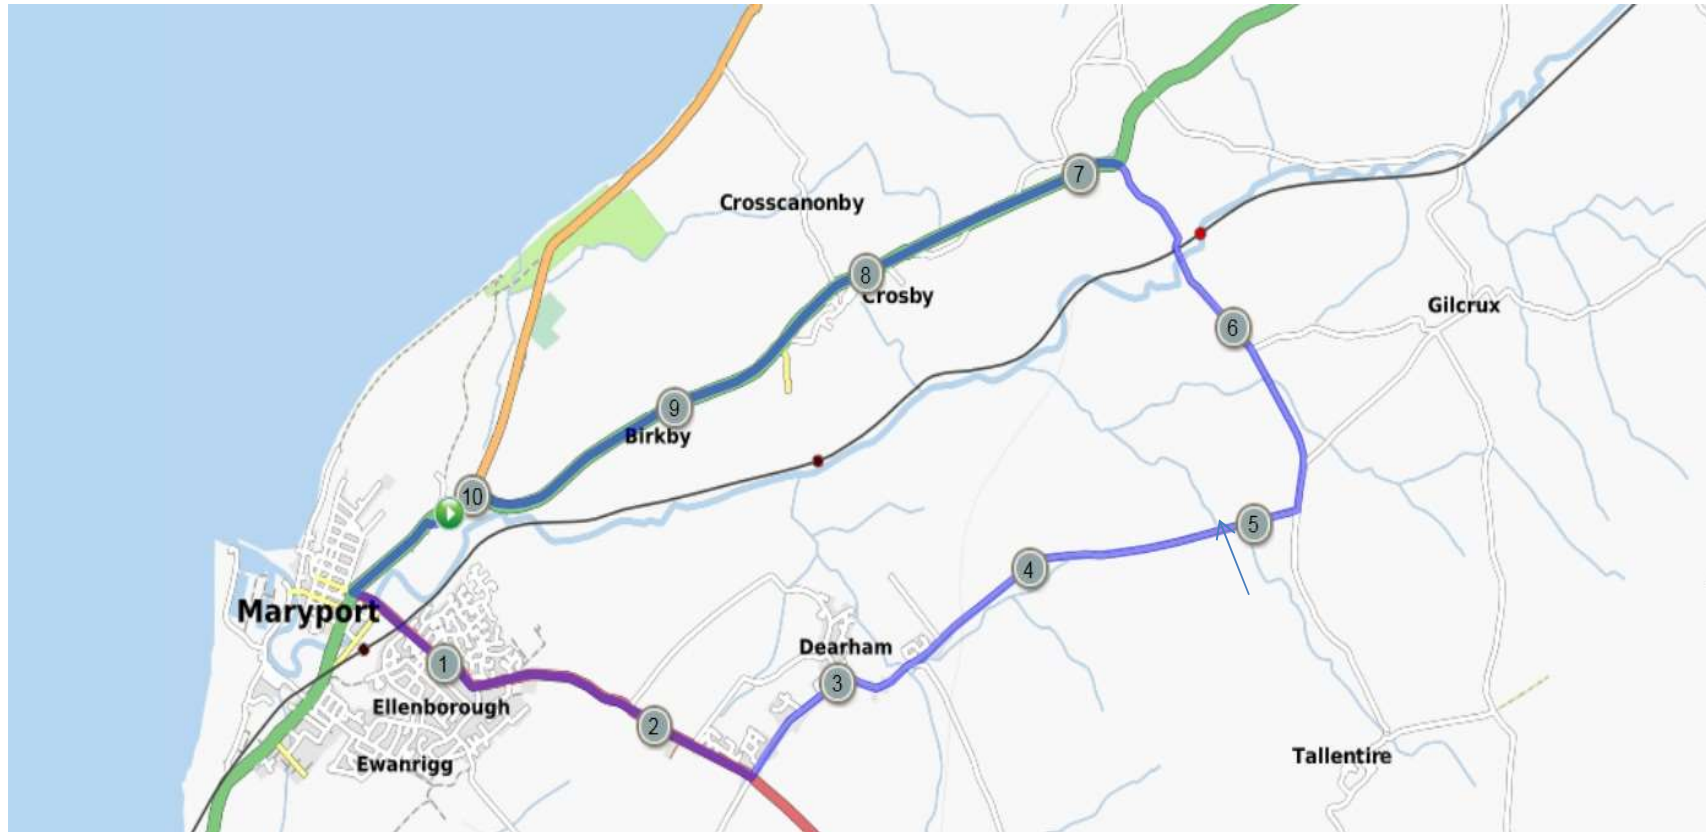 7
Crosscanonby
8
Crosby
Gilcrux
6
9
Birkby
10
5
4
Maryport
Dearham
1
3
Ellenborough
2
Tallentire
Ewanrigg